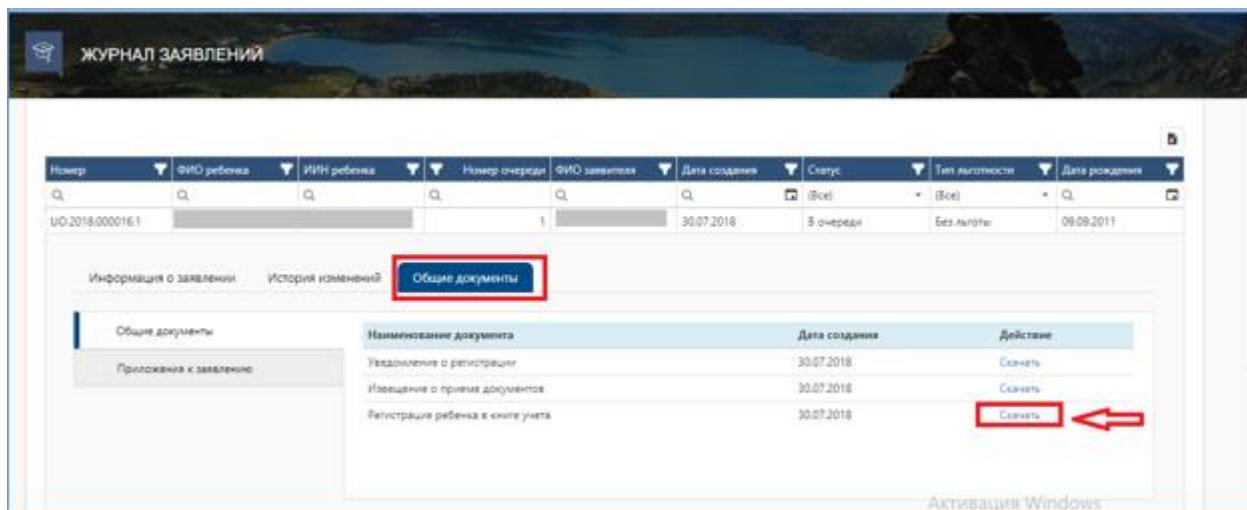 ЖУРНАЛ ЗАЯВЛЕНИЙ
Номер ФИО ребенка ИИН ребенка Номер очереди ФИО заявителя Дата создания Статус Тип льготности Дата рождения
(Все) (Все)
UO.2018.000016.1 1 30.07.2018 В очереди Без льготы 09.09.2011
Информация о заявлении История изменений Общие документы
Общие документы
Приложения к заявлению
Наименование документа Дата создания Действие
Уведомление о регистрации 30.07.2018 Скачать
Извещение о приеме документов 30.07.2018 Скачать
Регистрация ребенка в книге учета 30.07.2018 Скачать
Активация Windows